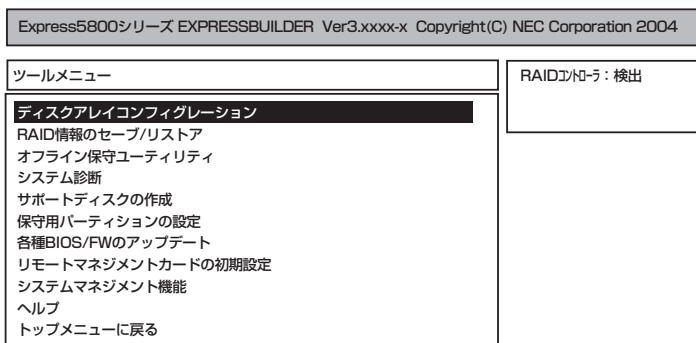 Express5800シリーズ EXPRESSBUILDER Ver3.xxxx-x Copyright(C) NEC Corporation 2004
ツールメニュー
RAIDｺﾝﾄﾛｰﾗ：検出
ディスクアレイコンフィグレーション
RAID情報のセーブ/リストア
オフライン保守ユーティリティ
システム診断
サポートディスクの作成
保守用パーティションの設定
各種BIOS/FWのアップデート
リモートマネジメントカードの初期設定
システムマネジメント機能
ヘルプ
トップメニューに戻る